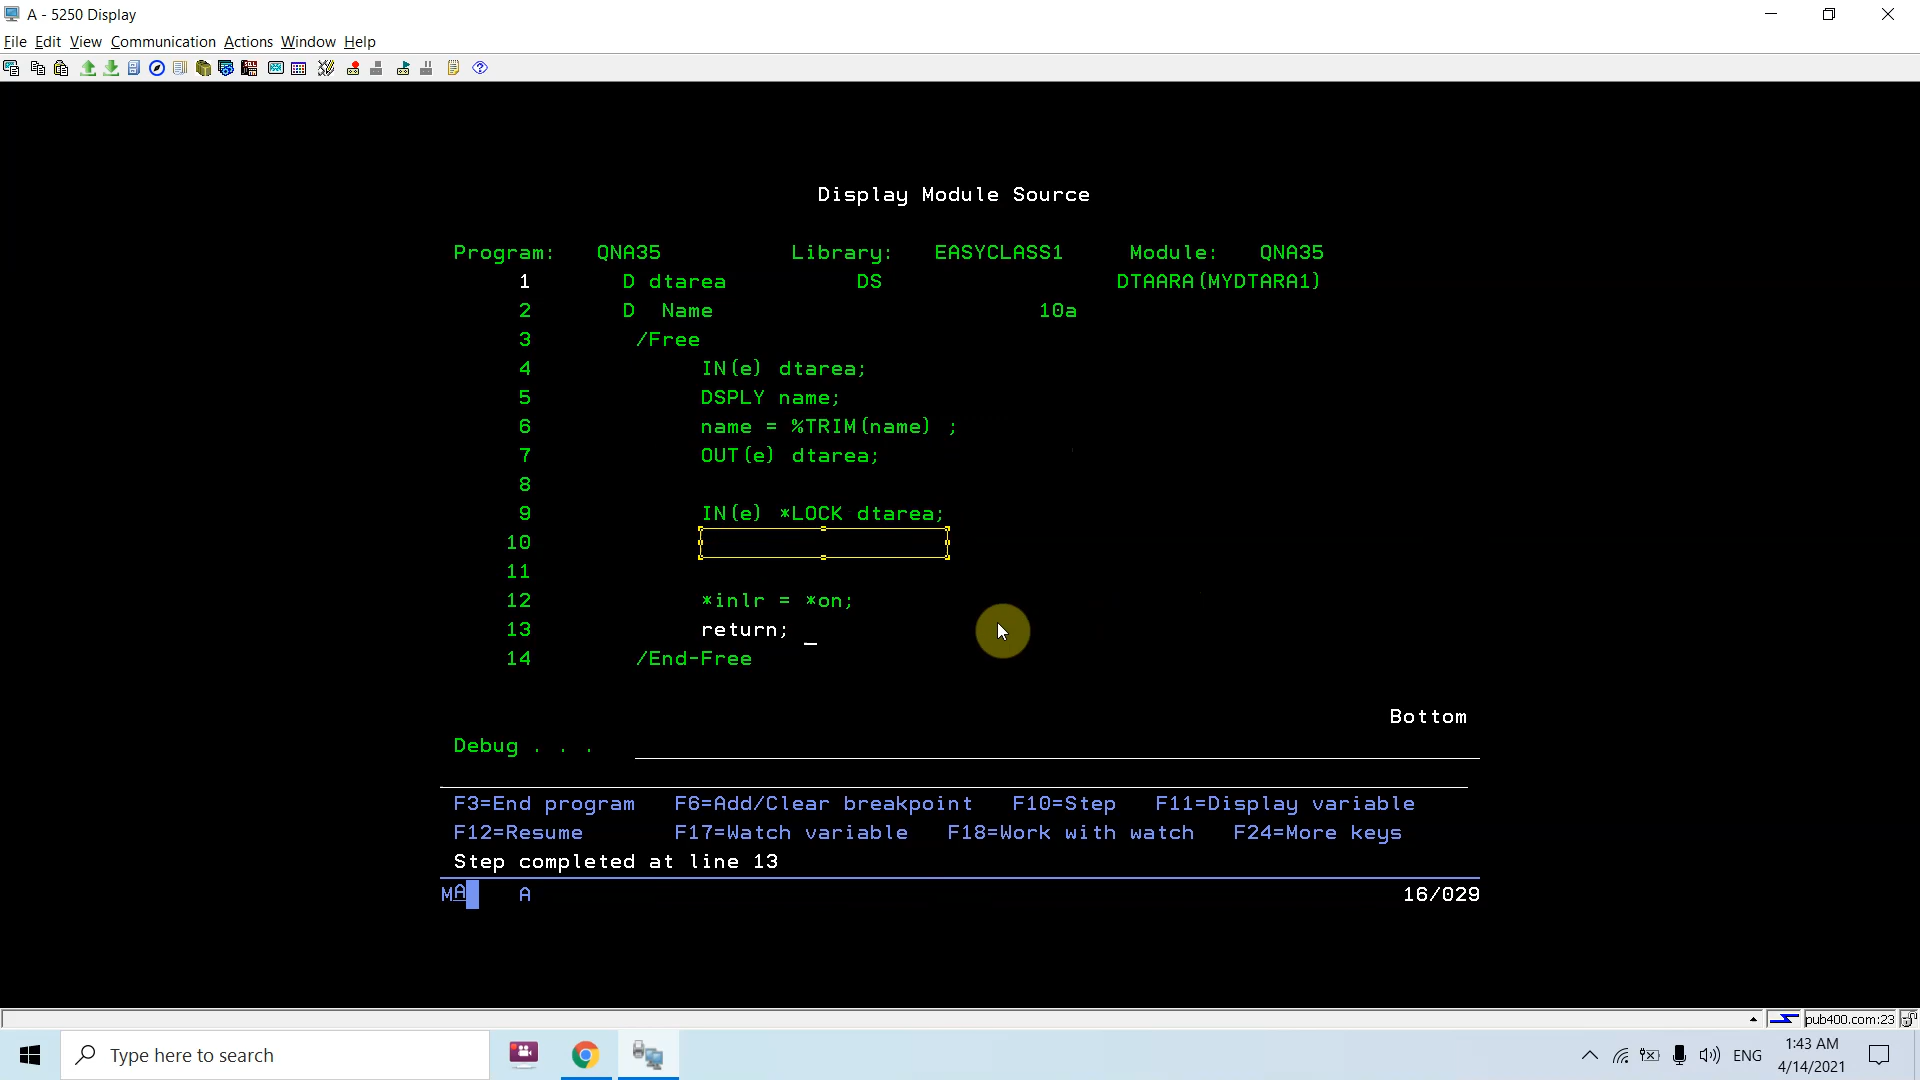 A - 5250 Display
File Edit View Communication Actions Window Help
Display Module Source
Program: QNA35 Library: EASYCLASS1 Module: QNA35
1 D dtarea DS DTAARA(MYDTARA1)
2 D Name 10a
3 /Free
4 IN(e) dtarea;
5 DSPLY name;
6 name = %TRIM(name) ;
7 OUT(e) dtarea;
8
9 IN(e) *LOCK dtarea;
10
11
12 *inlr = *on;
13 return; _
14 /End-Free
Bottom
Debug . . .
F3=End program F6=Add/Clear breakpoint F10=Step F11=Display variable
F12=Resume F17=Watch variable F18=Work with watch F24=More keys
Step completed at line 13
MA A 16/029
pub400.com:23
Type here to search
ENG
1:43 AM
4/14/2021